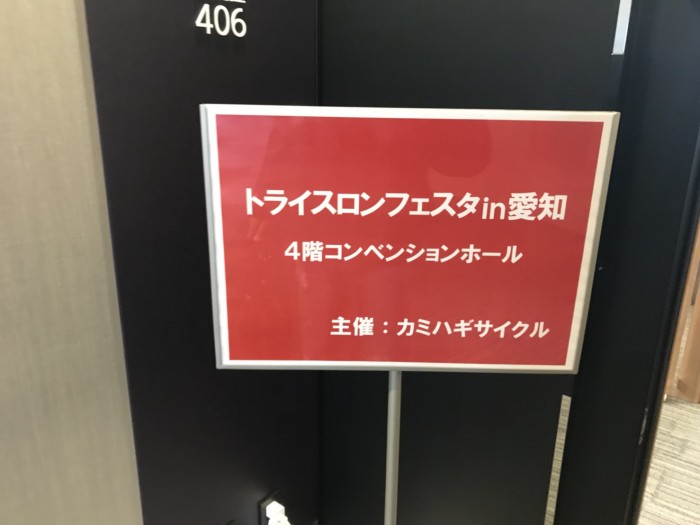 406
トライスロンフェスタin愛知
4階コンベンションホール
主催：カミハギサイクル